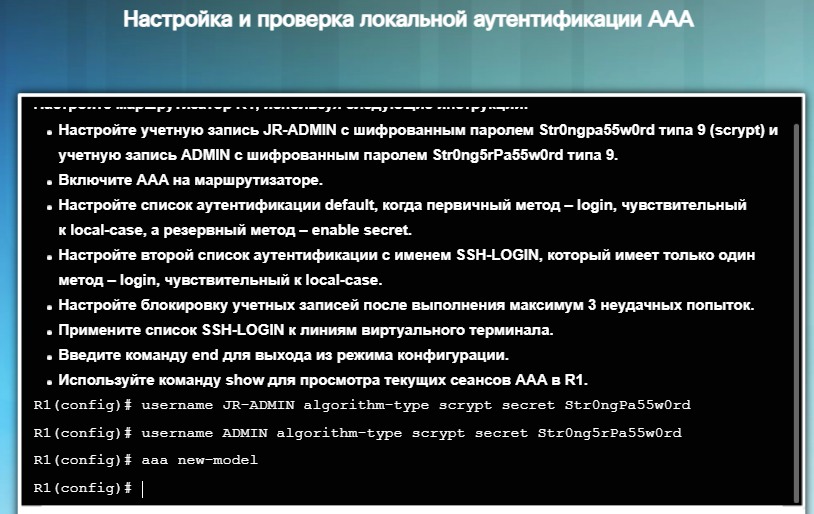 Настройка и проверка локальной аутентификации AAA
Настройте маршрутизатор R1, используя следующие инструкции:
• Настройте учетную запись JR-ADMIN с шифрованным паролем Str0ngpa55w0rd типа 9 (scrypt) и
учетную запись ADMIN с шифрованным паролем Str0ng5rPa55w0rd типа 9.
• Включите AAA на маршрутизаторе.
• Настройте список аутентификации default, когда первичный метод – login, чувствительный
к local-case, а резервный метод – enable secret.
• Настройте второй список аутентификации с именем SSH-LOGIN, который имеет только один
метод – login, чувствительный к local-case.
• Настройте блокировку учетных записей после выполнения максимум 3 неудачных попыток.
• Примените список SSH-LOGIN к линиям виртуального терминала.
• Введите команду end для выхода из режима конфигурации.
• Используйте команду show для просмотра текущих сеансов AAA в R1.
R1(config)# username JR-ADMIN algorithm-type scrypt secret Str0ngPa55w0rd
R1(config)# username ADMIN algorithm-type scrypt secret Str0ng5rPa55w0rd
R1(config)# aaa new-model
R1(config)#